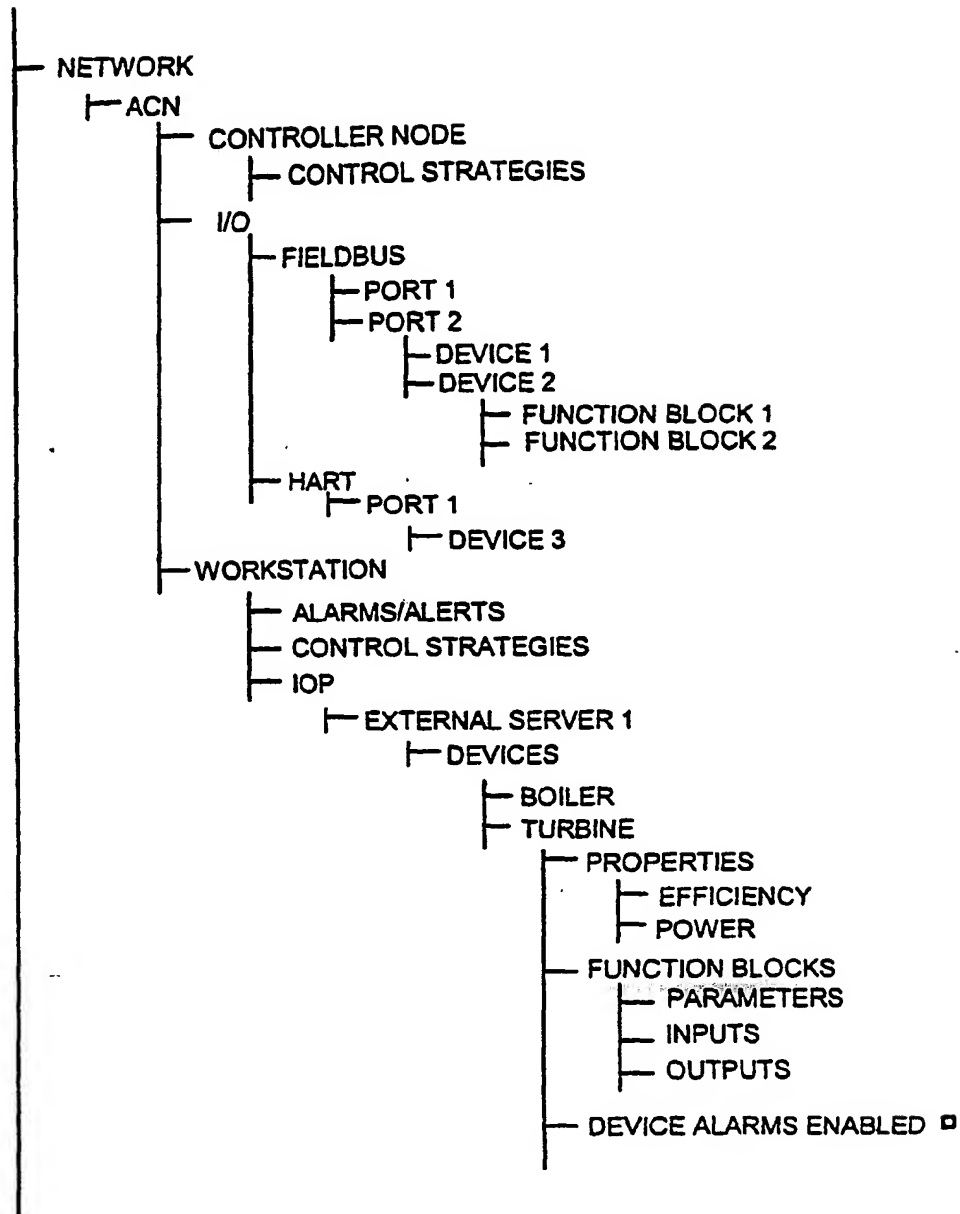 NETWORK
ACN
CONTROLLER NODE
CONTROL STRATEGIES
I/O
FIELDBUS
PORT 1
PORT 2
DEVICE 1
DEVICE 2
FUNCTION BLOCK 1
FUNCTION BLOCK 2
HART
PORT 1
DEVICE 3
WORKSTATION
ALARMS/ALERTS
CONTROL STRATEGIES
IOP
EXTERNAL SERVER 1
DEVICES
BOILER
TURBINE
PROPERTIES
EFFICIENCY
POWER
FUNCTION BLOCKS
PARAMETERS
INPUTS
OUTPUTS
DEVICE ALARMS ENABLED